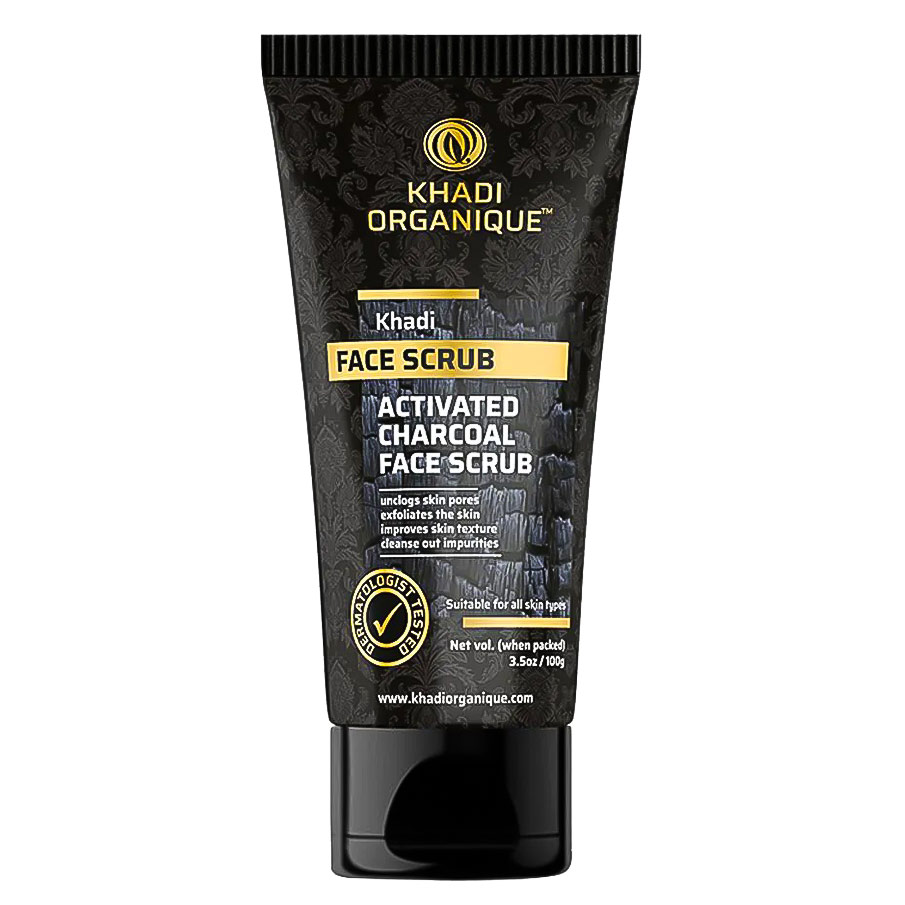 KHADI
ORGANIQUE™
Khadi
FACE SCRUB
ACTIVATED
CHARCOAL
FACE SCRUB
unclogs skin pores
exfoliates the skin
improves skin texture
cleanse out impurities
DERMATOLOGIST TESTED
Suitable for all skin types
Net vol. (when packed)
3.5oz / 100g
www.khadiorganique.com